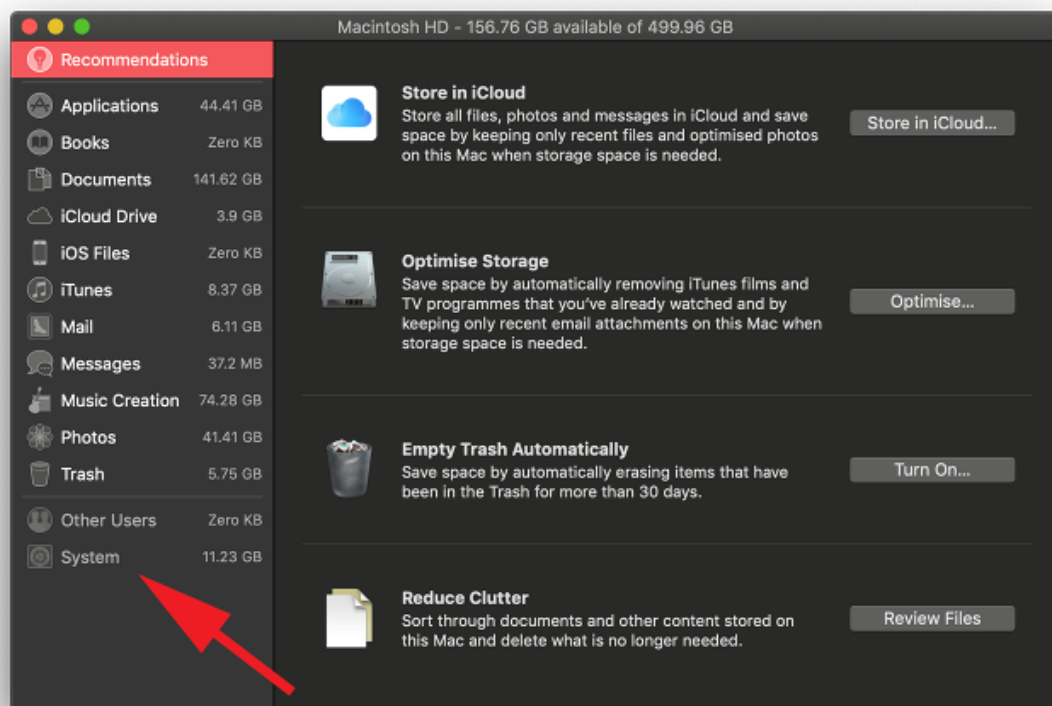 Macintosh HD - 156.76 GB available of 499.96 GB
Recommendations
Applications 44.41 GB
Books Zero KB
Documents 141.62 GB
iCloud Drive 3.9 GB
iOS Files Zero KB
iTunes 8.37 GB
Mail 6.11 GB
Messages 37.2 MB
Music Creation 74.28 GB
Photos 41.41 GB
Trash 5.75 GB
Other Users Zero KB
System 11.23 GB
Store in iCloud
Store all files, photos and messages in iCloud and save
space by keeping only recent files and optimised photos
on this Mac when storage space is needed.
Store in iCloud...
Optimise Storage
Save space by automatically removing iTunes films and
TV programmes that you've already watched and by
keeping only recent email attachments on this Mac when
storage space is needed.
Optimise...
Empty Trash Automatically
Save space by automatically erasing items that have
been in the Trash for more than 30 days.
Turn On...
Reduce Clutter
Sort through documents and other content stored on
this Mac and delete what is no longer needed.
Review Files